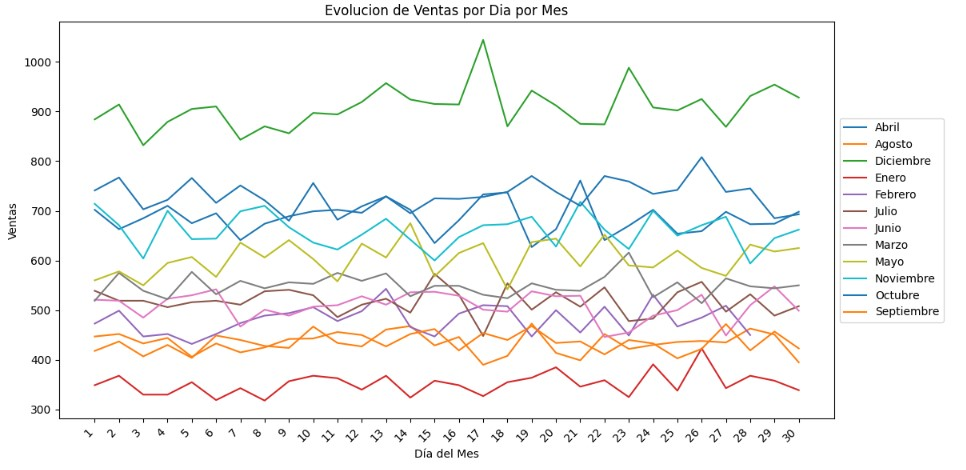 Evolucion de Ventas por Dia por Mes
Ventas
1000
900
800
700
600
500
400
300
1 2 3 4 5 6 7 8 9 10 11 12 13 14 15 16 17 18 19 20 21 22 23 24 25 26 27 28 29 30
Día del Mes
Abril
Agosto
Diciembre
Enero
Febrero
Julio
Junio
Marzo
Mayo
Noviembre
Octubre
Septiembre